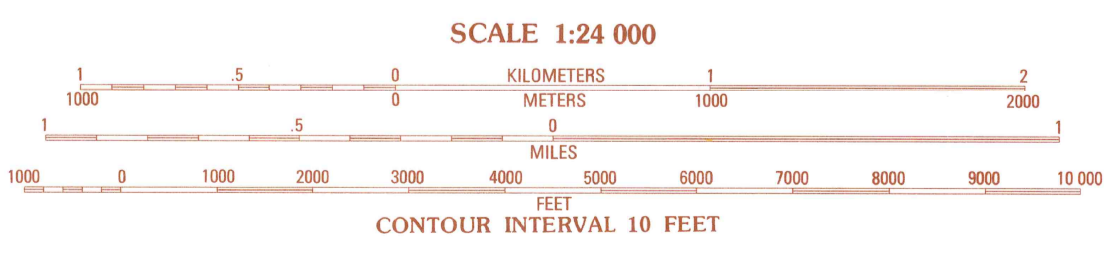 SCALE 1:24 000
1 .5 0 KILOMETERS 1 2
1000 0 METERS 1000 2000
1 .5 0 1
MILES
1000 0 1000 2000 3000 4000 5000 6000 7000 8000 9000 10 000
FEET
CONTOUR INTERVAL 10 FEET